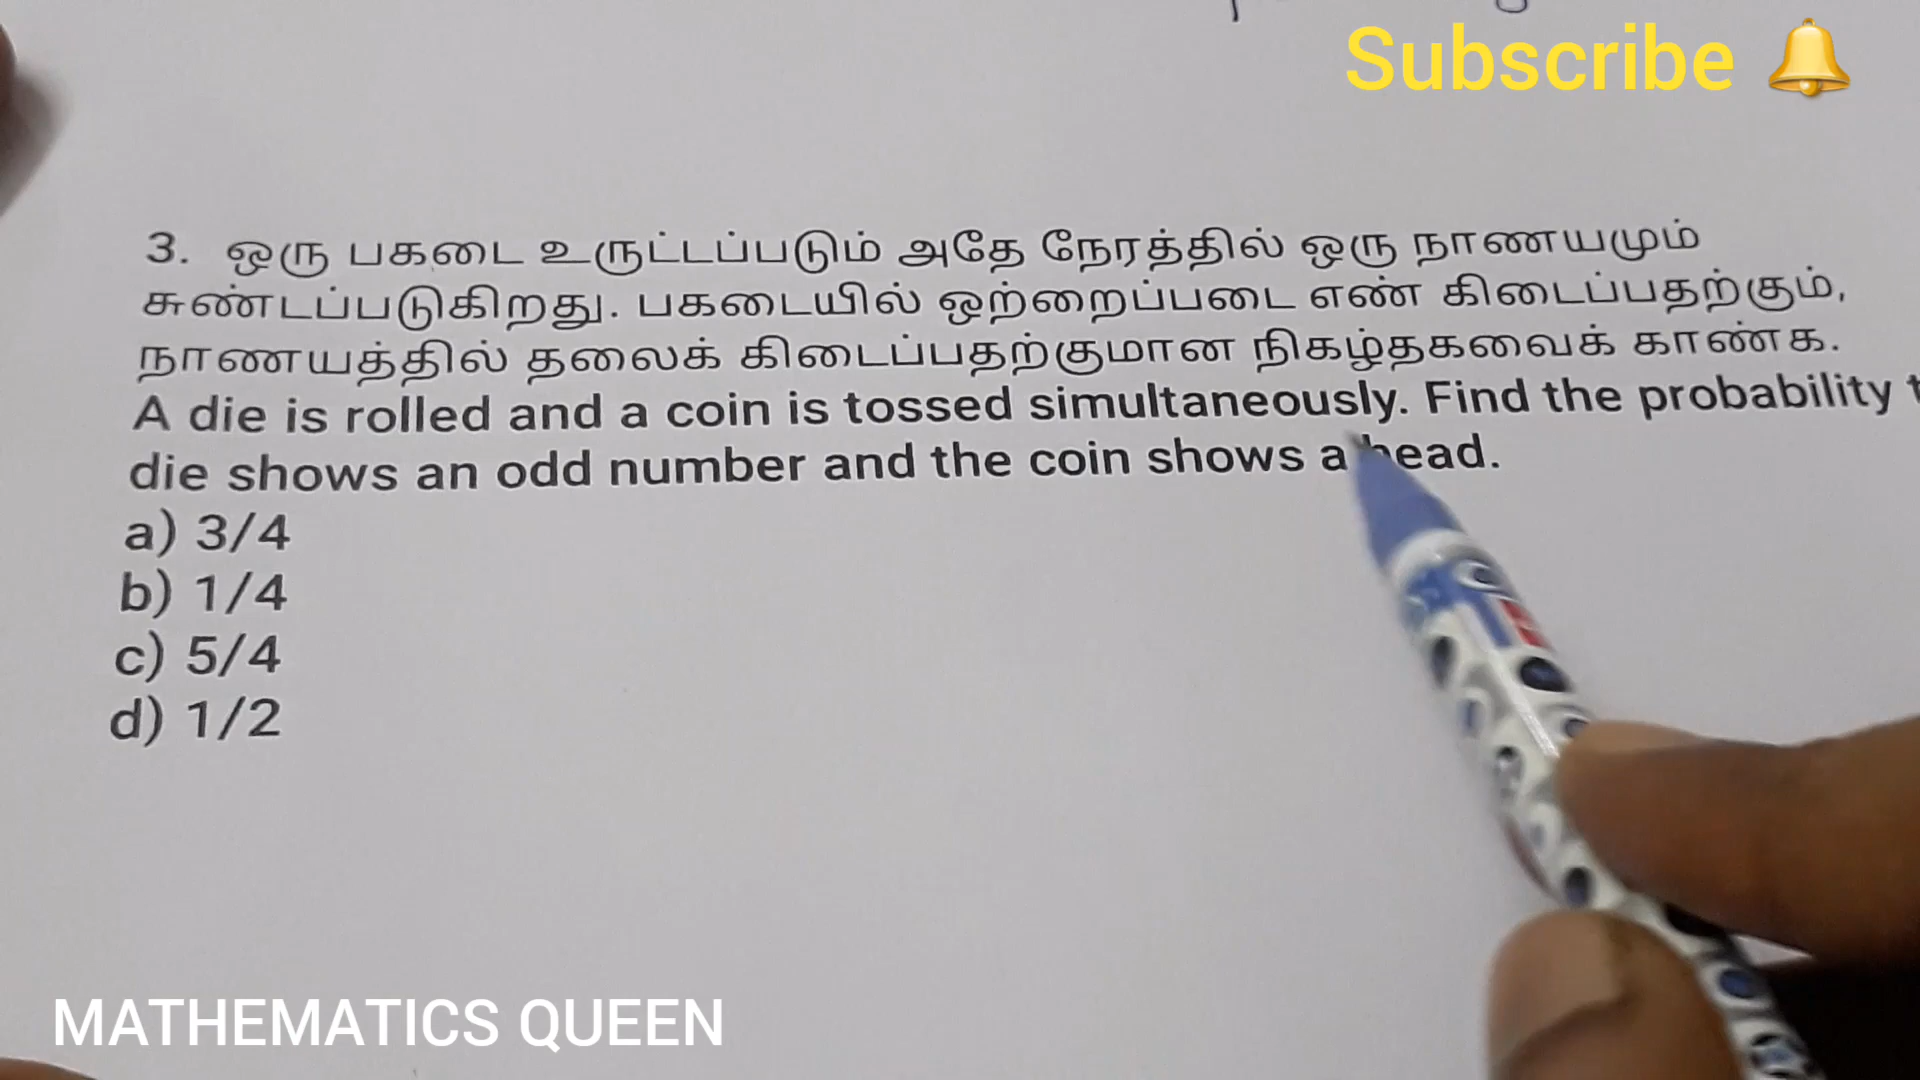 Subscribe 🔔
3. ஒரு பகடை உருட்டப்படும் அதே நேரத்தில் ஒரு நாணயமும்
சுண்டப்படுகிறது. பகடையில் ஒற்றைப்படை எண் கிடைப்பதற்கும்,
நாணயத்தில் தலைக் கிடைப்பதற்குமான நிகழ்தகவைக் காண்க.
A die is rolled and a coin is tossed simultaneously. Find the probability
die shows an odd number and the coin shows a head.
a) 3/4
b) 1/4
c) 5/4
d) 1/2
MATHEMATICS QUEEN